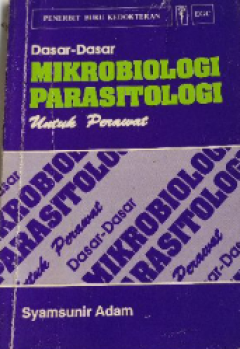 PENERBIT BUKU KEDOKTERAN EGC
Dasar-Dasar
MIKROBIOLOGI
PARASITOLOGI
Untuk Perawat
Dasar-Dasar
MIKROBIOLOGI
PARASITOLOGI
Untuk Perawat
Syamsunir Adam